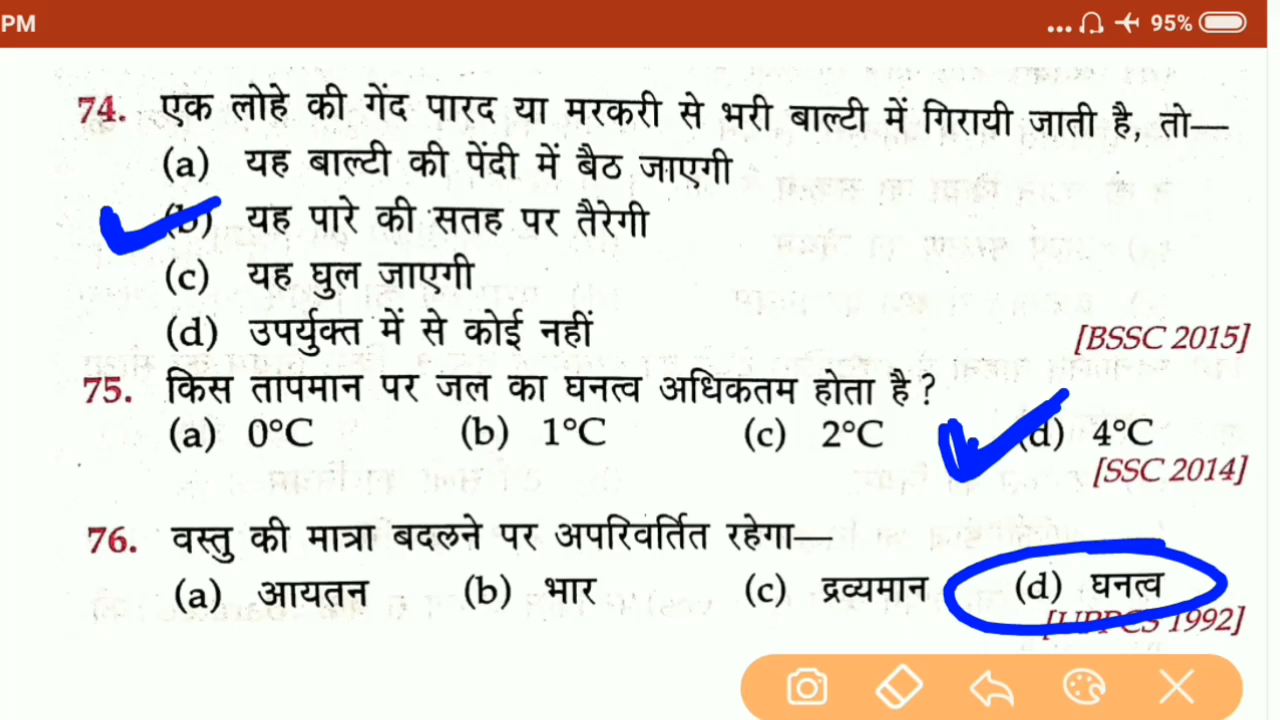 PM
... 95%
74. एक लोहे की गेंद पारद या मरकरी से भरी बाल्टी में गिरायी जाती है, तो—
(a) यह बाल्टी की पेंदी में बैठ जाएगी
(b) यह पारे की सतह पर तैरेगी
(c) यह घुल जाएगी
(d) उपर्युक्त में से कोई नहीं
[BSSC 2015]
75. किस तापमान पर जल का घनत्व अधिकतम होता है ?
(a) 0°C (b) 1°C (c) 2°C (d) 4°C
[SSC 2014]
76. वस्तु की मात्रा बदलने पर अपरिवर्तित रहेगा—
(a) आयतन (b) भार (c) द्रव्यमान (d) घनत्व
[UPPCS 1992]